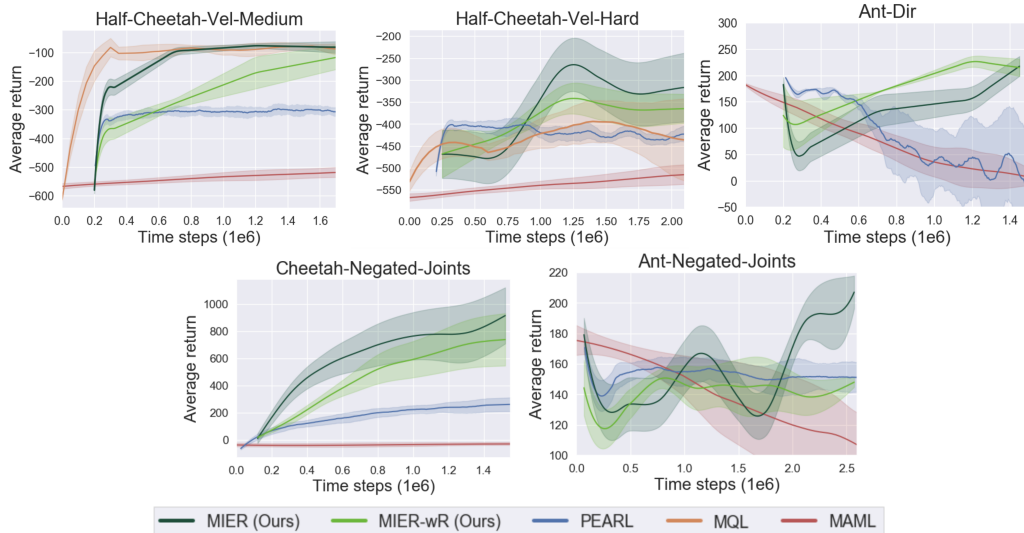 Half-Cheetah-Vel-Medium
Average return
−100
−200
−300
−400
−500
−600
0.0 0.2 0.4 0.6 0.8 1.0 1.2 1.4 1.6
Time steps (1e6)
Half-Cheetah-Vel-Hard
Average return
−200
−250
−300
−350
−400
−450
−500
−550
0.0 0.25 0.50 0.75 1.00 1.25 1.50 1.75 2.00
Time steps (1e6)
Ant-Dir
Average return
300
250
200
150
100
50
0
−50
0.0 0.2 0.4 0.6 0.8 1.0 1.2 1.4
Time steps (1e6)
Cheetah-Negated-Joints
Average return
1000
800
600
400
200
0
0.0 0.2 0.4 0.6 0.8 1.0 1.2 1.4
Time steps (1e6)
Ant-Negated-Joints
Average return
220
200
180
160
140
120
100
0.0 0.5 1.0 1.5 2.0 2.5
Time steps (1e6)
MIER (Ours) MIER-wR (Ours) PEARL MQL MAML